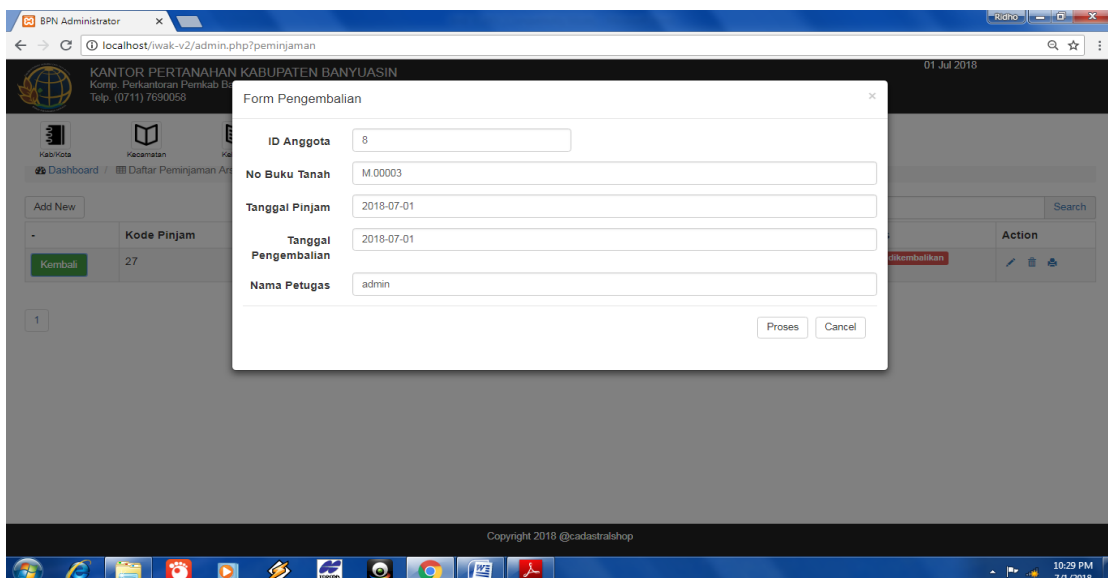 BPN Administrator
Ridho
localhost/iwak-v2/admin.php?peminjaman
KANTOR PERTANAHAN KABUPATEN BANYUASIN
01 Jul 2018
Komp. Perkantoran Pemkab
Telp. (0711) 7690058
Form Pengembalian
×
Kab/Kota
Kecamatan
Dashboard / Daftar Peminjaman
ID Anggota
8
No Buku Tanah
M.00003
Tanggal Pinjam
2018-07-01
Tanggal Pengembalian
2018-07-01
Nama Petugas
admin
Proses
Cancel
Add New
Search
-
Kode Pinjam
Action
Kembali
27
dikembalikan
1
Copyright 2018 @cadastralshop
10:29 PM
7/1/2018